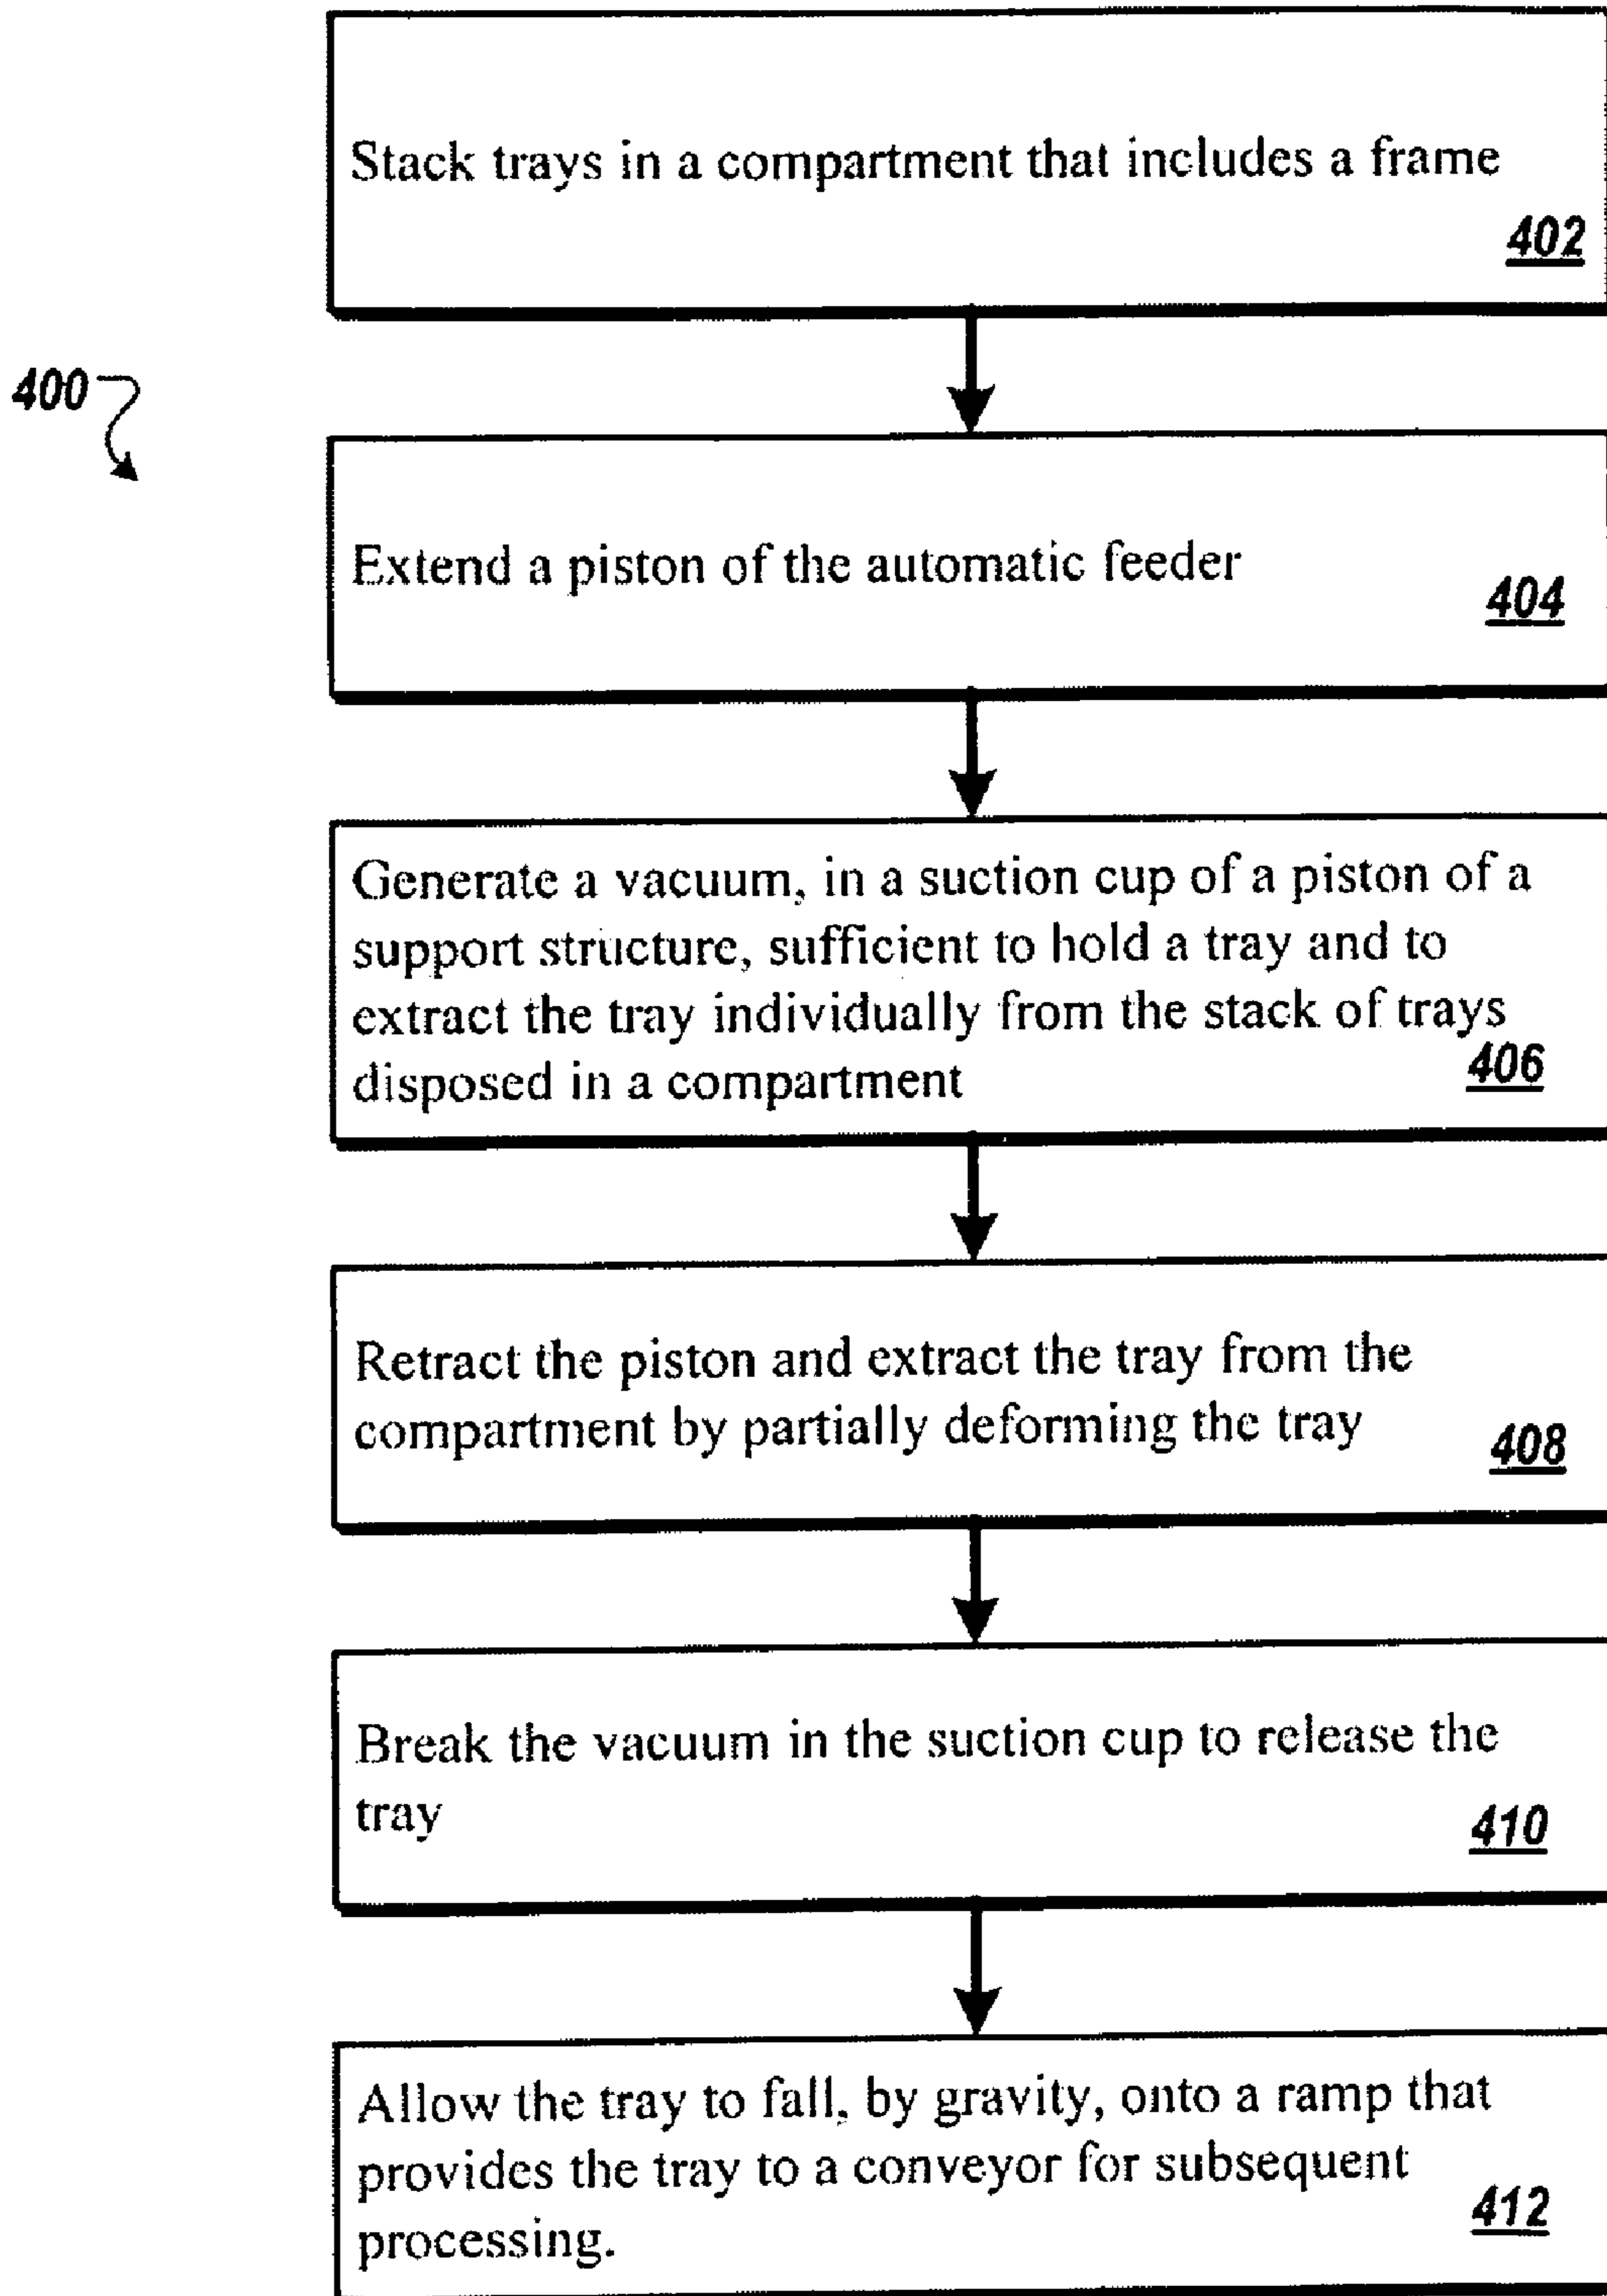 Stack trays in a compartment that includes a frame
402
400
Extend a piston of the automatic feeder
404
Generate a vacuum, in a suction cup of a piston of a
support structure, sufficient to hold a tray and to
extract the tray individually from the stack of trays
disposed in a compartment
406
Retract the piston and extract the tray from the
compartment by partially deforming the tray
408
Break the vacuum in the suction cup to release the
tray
410
Allow the tray to fall, by gravity, onto a ramp that
provides the tray to a conveyor for subsequent
processing.
412